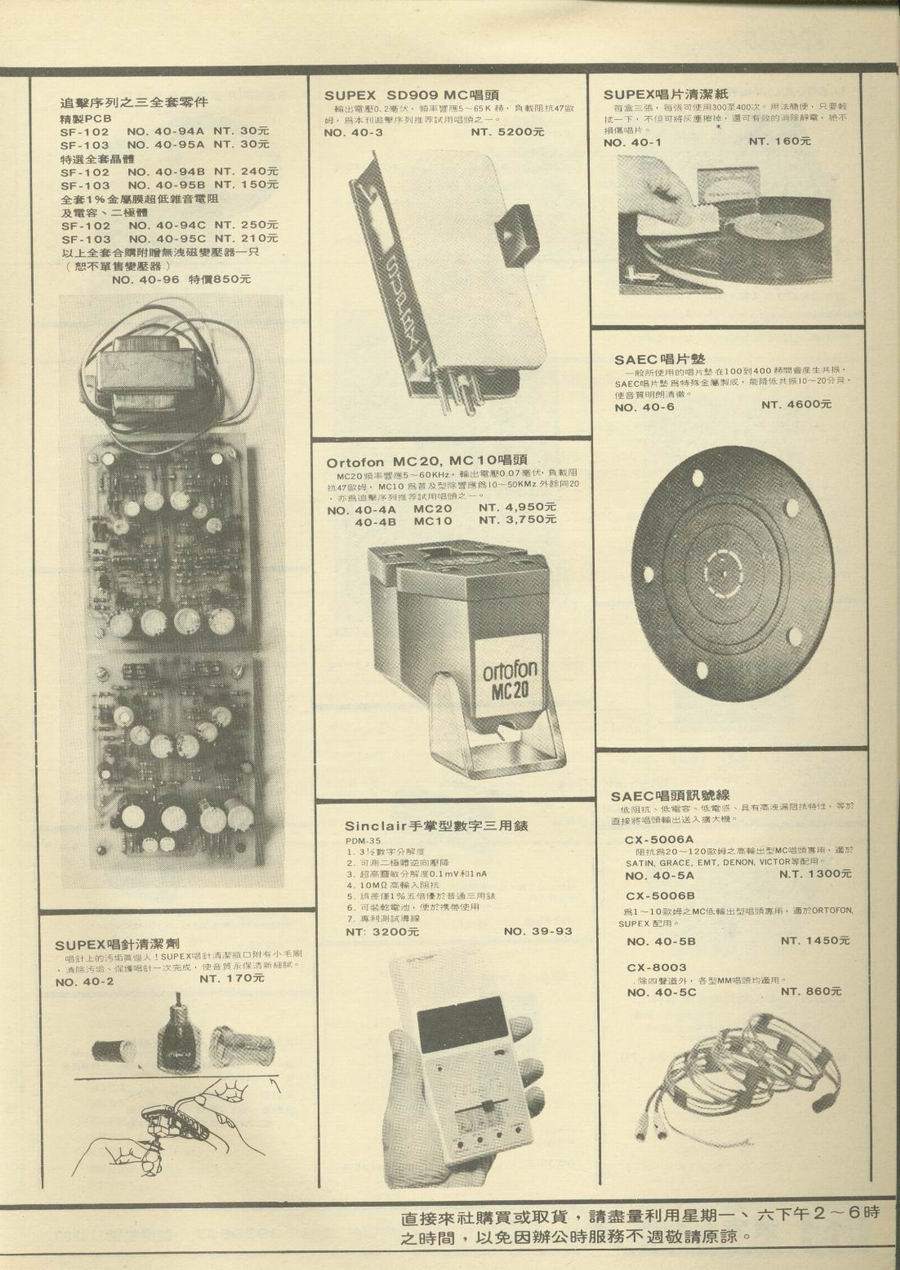 追擊序列之三全套零件
精製PCB
SF-102 NO. 40-94A NT. 30元
SF-103 NO. 40-95A NT. 30元
特選全套晶體
SF-102 NO. 40-94B NT. 240元
SF-103 NO. 40-95B NT. 150元
全套1%金屬膜超低雜音電阻
及電容、二極體
SF-102 NO. 40-94C NT. 250元
SF-103 NO. 40-95C NT. 210元
以上全套合購附贈無洩磁變壓器一只
(恕不單售變壓器)
NO. 40-96 特價850元
SUPEX唱針清潔劑
唱針上的汚垢眞惱人!SUPEX唱針清潔瓶口附有小毛刷
,清除汚垢、保護唱針一次完成,使音質永保清新細膩。
NO. 40-2 NT. 170元
SUPEX SD909 MC唱頭
輸出電壓0.2毫伏,頻率響應5~65K赫,負載阻抗47歐
姆,爲本刊追擊序列推荐試用唱頭之一。
NO. 40-3 NT. 5200元
SUPEX
Ortofon MC20, MC10唱頭
MC20頻率響應5~60KHz,輸出電壓0.07毫伏,負載阻
抗47歐姆,MC10爲普及型除響應爲10~50KMz外餘同20
,亦爲追擊序列推荐試用唱頭之一。
NO. 40-4A MC20 NT. 4,950元
40-4B MC10 NT. 3,750元
ortofon
MC20
Sinclair手掌型數字三用錶
PDM-35
1. 3½數字分解度
2. 可測二極體逆向壓降
3. 超高靈敏分解度0.1mV和1nA
4. 10MΩ高輸入阻抗
5. 誤差僅1%五倍優於普通三用錶
6. 可裝乾電池,便於携帶使用
7. 專利測試導線
NT: 3200元 NO. 39-93
SUPEX唱片清潔紙
每盒三張,每張可使用300至400次。用法簡便,只要輕
拭一下,不但可將灰塵擦掉,還可有效的消除靜電,絕不
損傷唱片。
NO. 40-1 NT. 160元
SAEC唱片墊
一般所使用的唱片墊在100到400赫間會產生共振,
SAEC唱片墊爲特殊金屬製成,能降低共振10~20分貝,
使音質明朗清澈。
NO. 40-6 NT. 4600元
SAEC唱頭訊號線
低阻抗、低電容、低電感、具有高洩漏阻抗特性,等於
直接將唱頭輸出送入擴大機。
CX-5006A
阻抗爲20~120歐姆之高輸出型MC唱頭專用,適於
SATIN, GRACE, EMT, DENON, VICTOR等配用。
NO. 40-5A N.T. 1300元
CX-5006B
爲1~10歐姆之MC低輸出型唱頭專用,適於ORTOFON,
SUPEX 配用。
NO. 40-5B NT. 1450元
CX-8003
除四聲道外,各型MM唱頭均適用。
NO. 40-5C NT. 860元
直接來社購買或取貨,請盡量利用星期一、六下午2~6時
之時間,以免因辦公時服務不週敬請原諒。